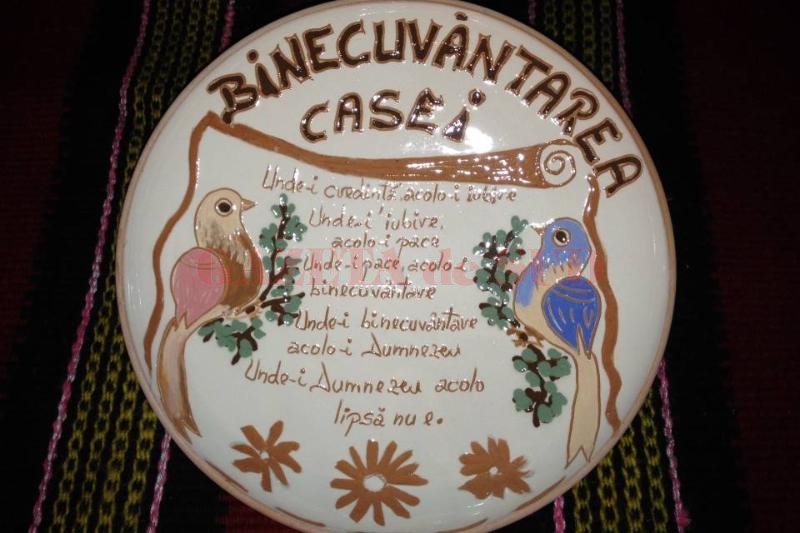 BINECUVÂNTAREA
CASEI
Unde-i credință, acolo-i iubire
Unde-i iubire,
acolo-i pace
Unde-i pace, acolo-i
binecuvântare
Unde-i binecuvântare
acolo-i Dumnezeu
Unde-i Dumnezeu acolo
lipsă nu e.